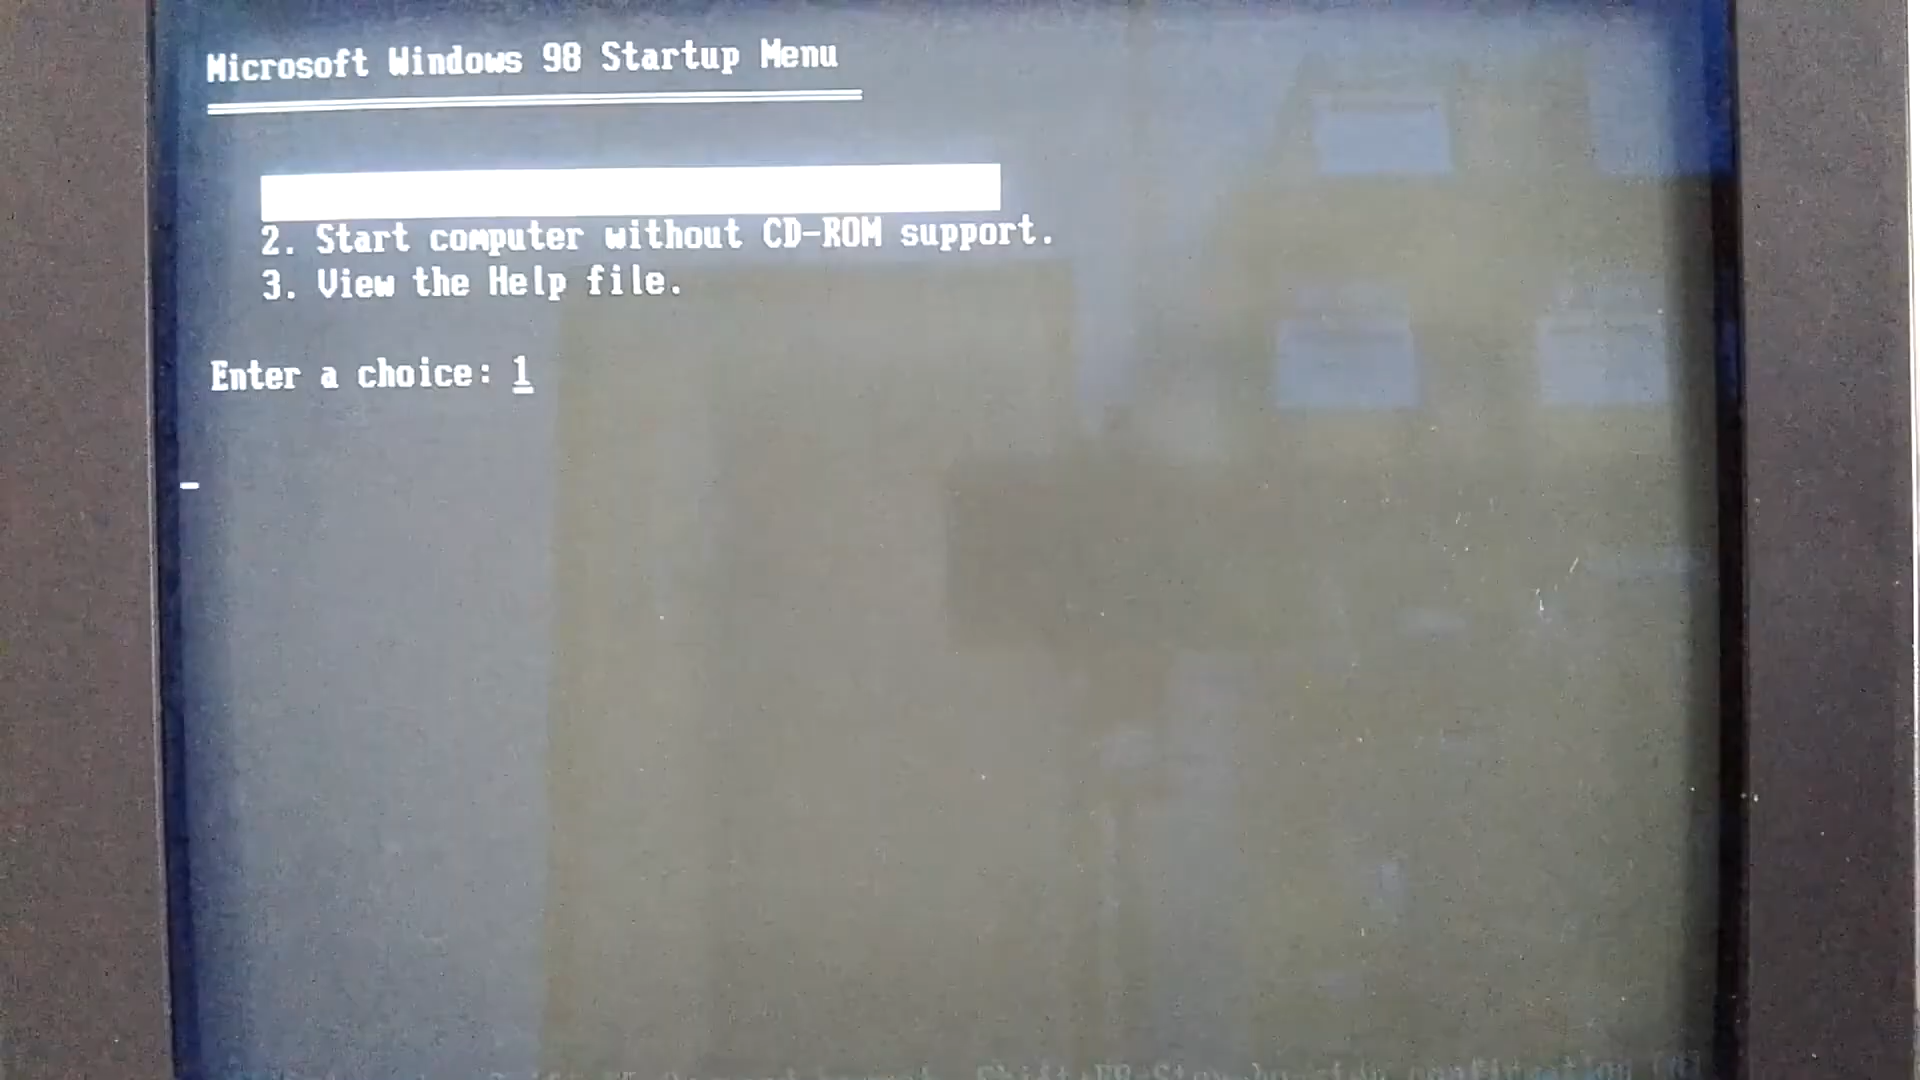 Microsoft Windows 98 Startup Menu
2. Start computer without CD-ROM support.
3. View the Help file.
Enter a choice: 1